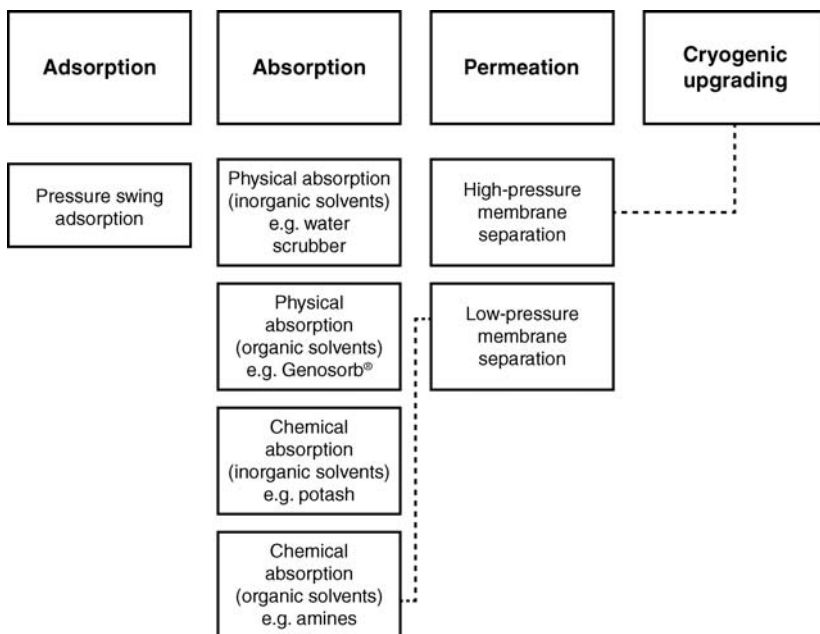 Adsorption
Absorption
Permeation
Cryogenic
upgrading
Pressure swing
adsorption
Physical absorption
(inorganic solvents)
e.g. water
scrubber
Physical
absorption
(organic solvents)
e.g. Genosorb®
Chemical
absorption
(inorganic solvents)
e.g. potash
Chemical
absorption
(organic solvents)
e.g. amines
High-pressure
membrane
separation
Low-pressure
membrane
separation